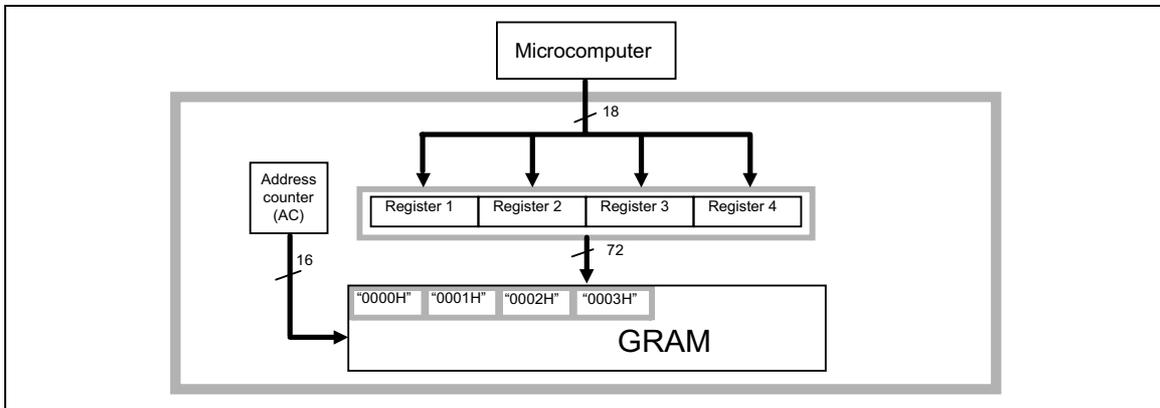 Microcomputer
18
Address
counter
(AC)
Register 1 Register 2 Register 3 Register 4
16
72
“0000H” “0001H” “0002H” “0003H”
GRAM